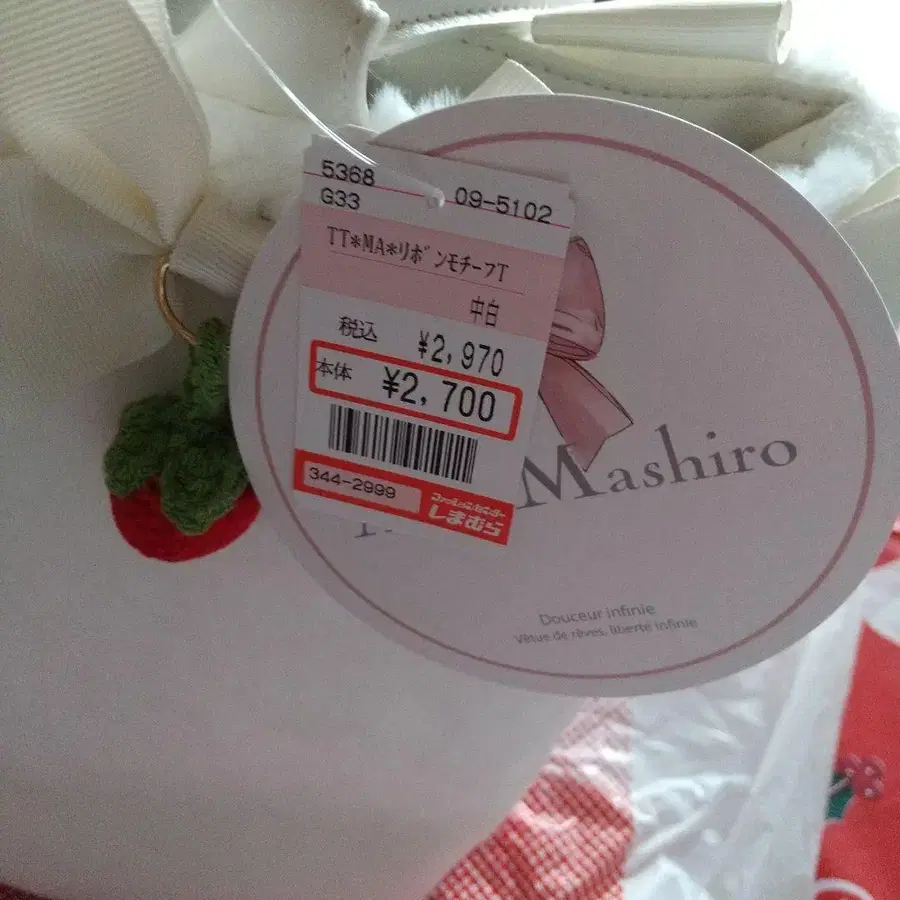 5368
09-5102
G33
TT*MA*リボンモチーフT
中白
税込 ¥2,970
本体 ¥2,700
344-2999
ファッションセンター
しまむら
Mashiro
Douceur infinie
Vêtue de rêves, liberté infinie